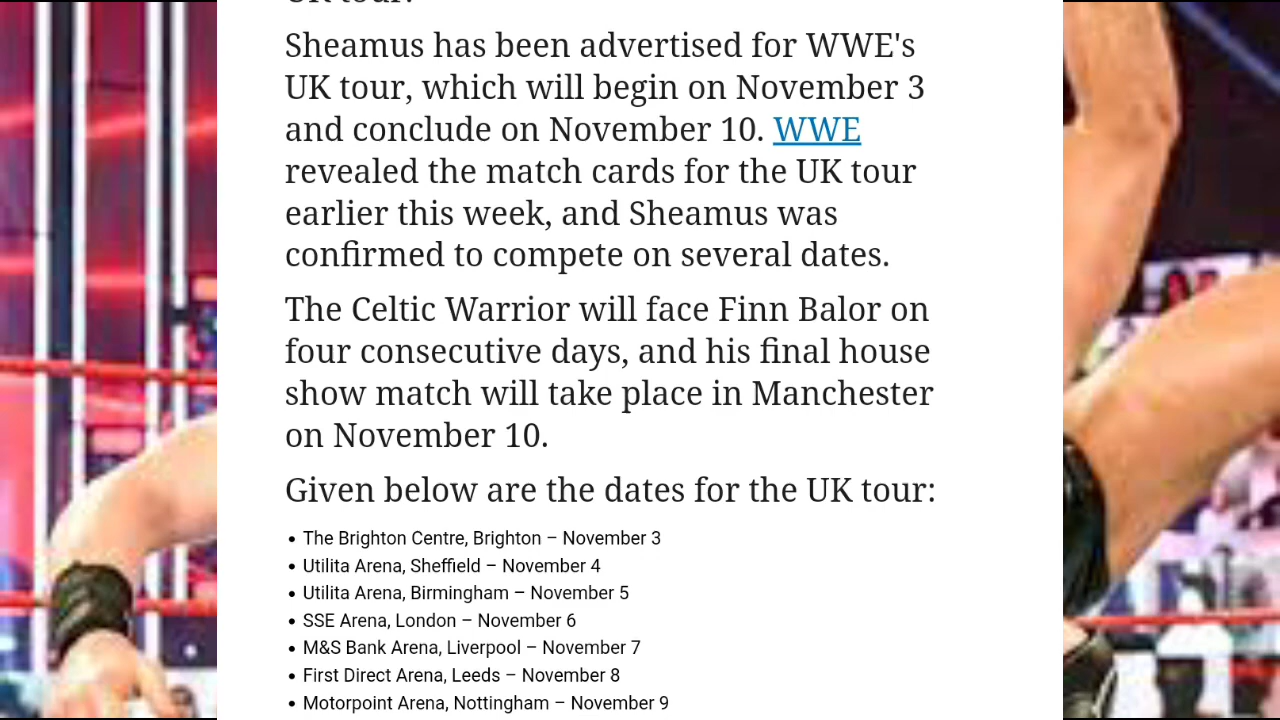 Sheamus has been advertised for WWE's
UK tour, which will begin on November 3
and conclude on November 10. WWE
revealed the match cards for the UK tour
earlier this week, and Sheamus was
confirmed to compete on several dates.
The Celtic Warrior will face Finn Balor on
four consecutive days, and his final house
show match will take place in Manchester
on November 10.
Given below are the dates for the UK tour:
• The Brighton Centre, Brighton – November 3
• Utilita Arena, Sheffield – November 4
• Utilita Arena, Birmingham – November 5
• SSE Arena, London – November 6
• M&S Bank Arena, Liverpool – November 7
• First Direct Arena, Leeds – November 8
• Motorpoint Arena, Nottingham – November 9